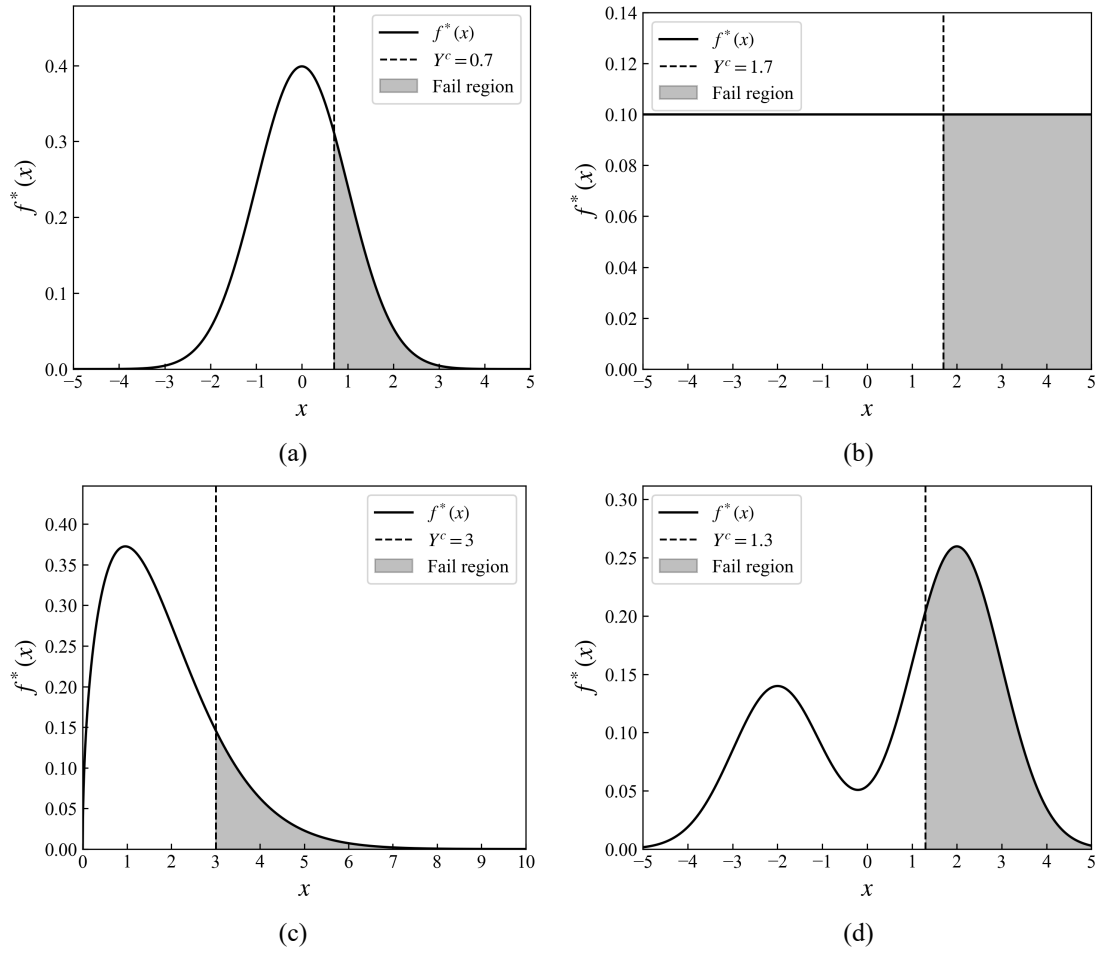 f*(x)
Y^c = 0.7
Fail region
0.4
0.3
0.2
0.1
0.0
f*(x)
−5 −4 −3 −2 −1 0 1 2 3 4 5
x
(a)
f*(x)
Y^c = 1.7
Fail region
0.14
0.12
0.10
0.08
0.06
0.04
0.02
0.00
f*(x)
−5 −4 −3 −2 −1 0 1 2 3 4 5
x
(b)
f*(x)
Y^c = 3
Fail region
0.40
0.35
0.30
0.25
0.20
0.15
0.10
0.05
0.00
f*(x)
0 1 2 3 4 5 6 7 8 9 10
x
(c)
f*(x)
Y^c = 1.3
Fail region
0.30
0.25
0.20
0.15
0.10
0.05
0.00
f*(x)
−5 −4 −3 −2 −1 0 1 2 3 4 5
x
(d)